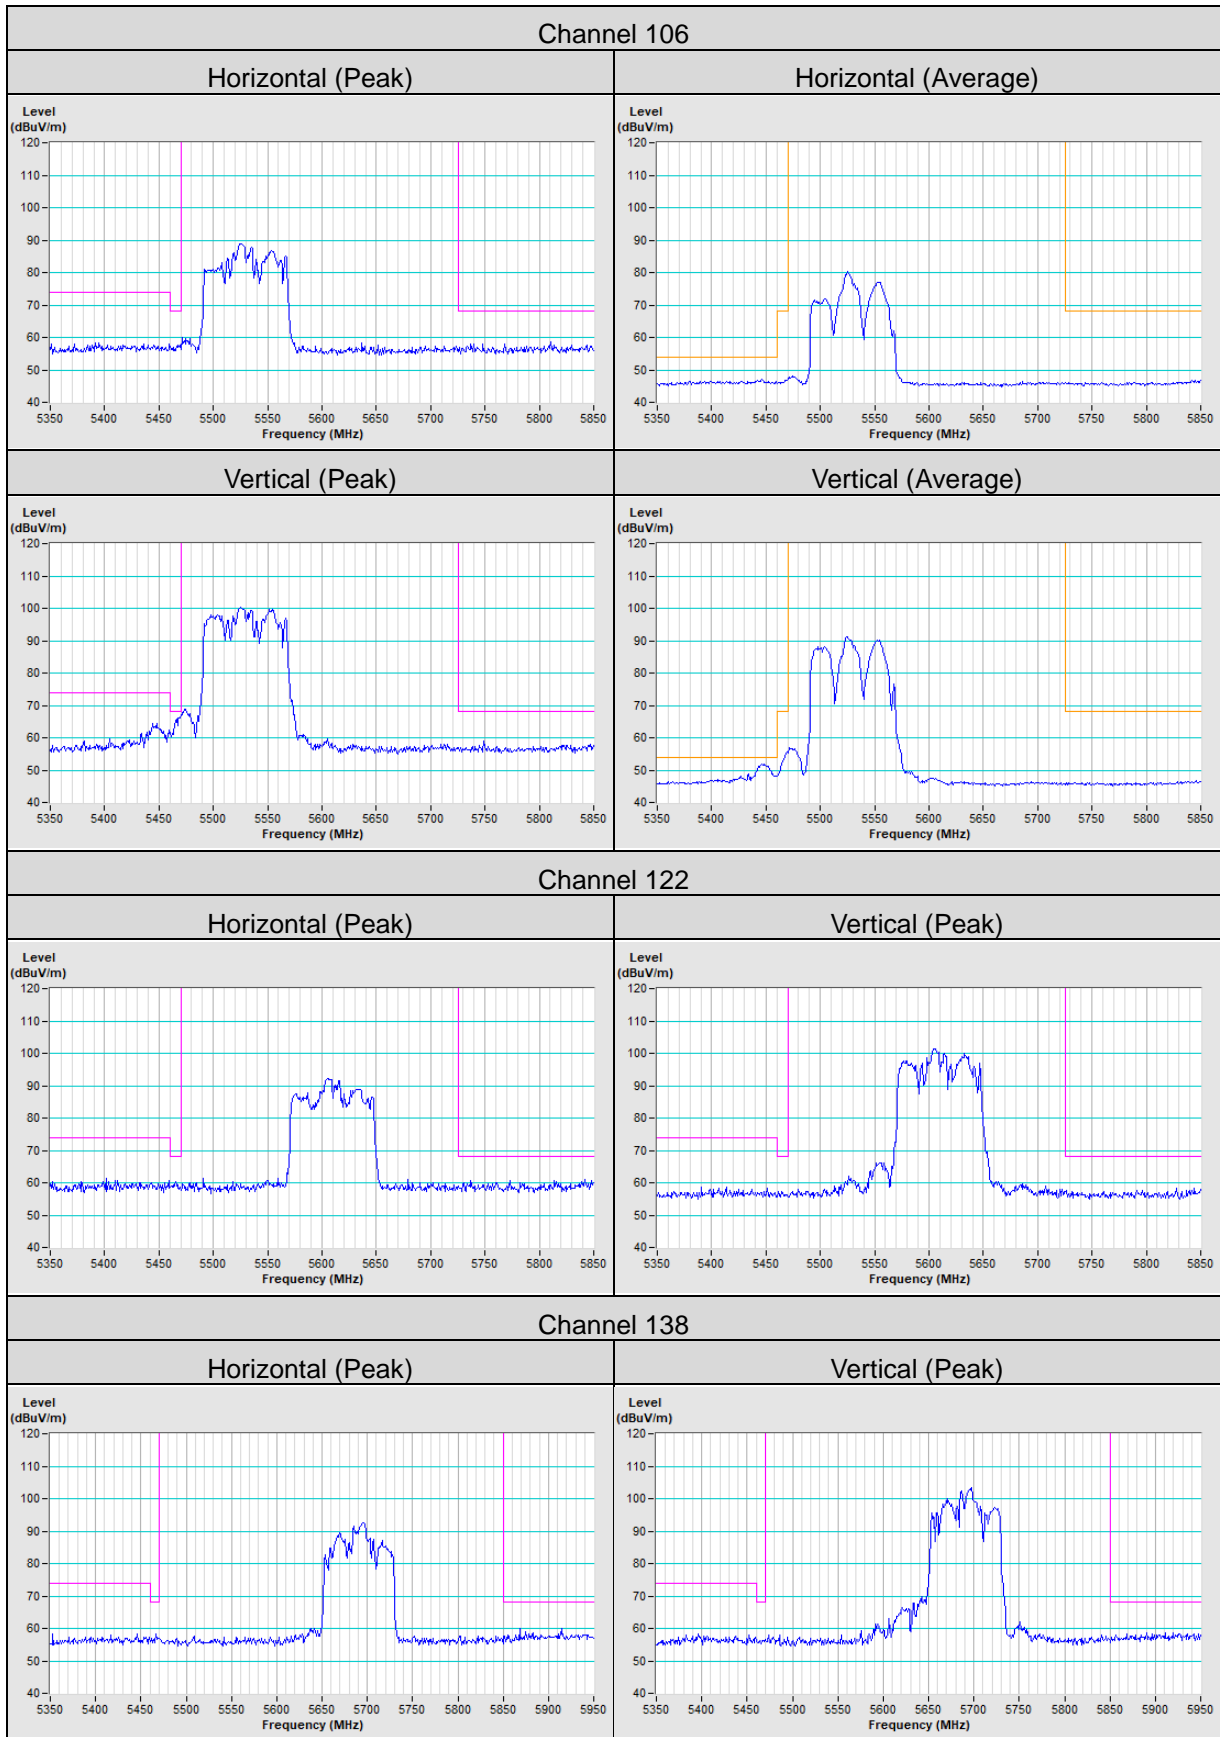 Channel 106
Horizontal (Peak)
Horizontal (Average)
Level
(dBuV/m)
120
110
100
90
80
70
60
50
40
5350 5400 5450 5500 5550 5600 5650 5700 5750 5800 5850
Frequency (MHz)
Level
(dBuV/m)
120
110
100
90
80
70
60
50
40
5350 5400 5450 5500 5550 5600 5650 5700 5750 5800 5850
Frequency (MHz)
Vertical (Peak)
Vertical (Average)
Level
(dBuV/m)
120
110
100
90
80
70
60
50
40
5350 5400 5450 5500 5550 5600 5650 5700 5750 5800 5850
Frequency (MHz)
Level
(dBuV/m)
120
110
100
90
80
70
60
50
40
5350 5400 5450 5500 5550 5600 5650 5700 5750 5800 5850
Frequency (MHz)
Channel 122
Horizontal (Peak)
Vertical (Peak)
Level
(dBuV/m)
120
110
100
90
80
70
60
50
40
5350 5400 5450 5500 5550 5600 5650 5700 5750 5800 5850
Frequency (MHz)
Level
(dBuV/m)
120
110
100
90
80
70
60
50
40
5350 5400 5450 5500 5550 5600 5650 5700 5750 5800 5850
Frequency (MHz)
Channel 138
Horizontal (Peak)
Vertical (Peak)
Level
(dBuV/m)
120
110
100
90
80
70
60
50
40
5350 5400 5450 5500 5550 5600 5650 5700 5750 5800 5850 5900 5950
Frequency (MHz)
Level
(dBuV/m)
120
110
100
90
80
70
60
50
40
5350 5400 5450 5500 5550 5600 5650 5700 5750 5800 5850 5900 5950
Frequency (MHz)